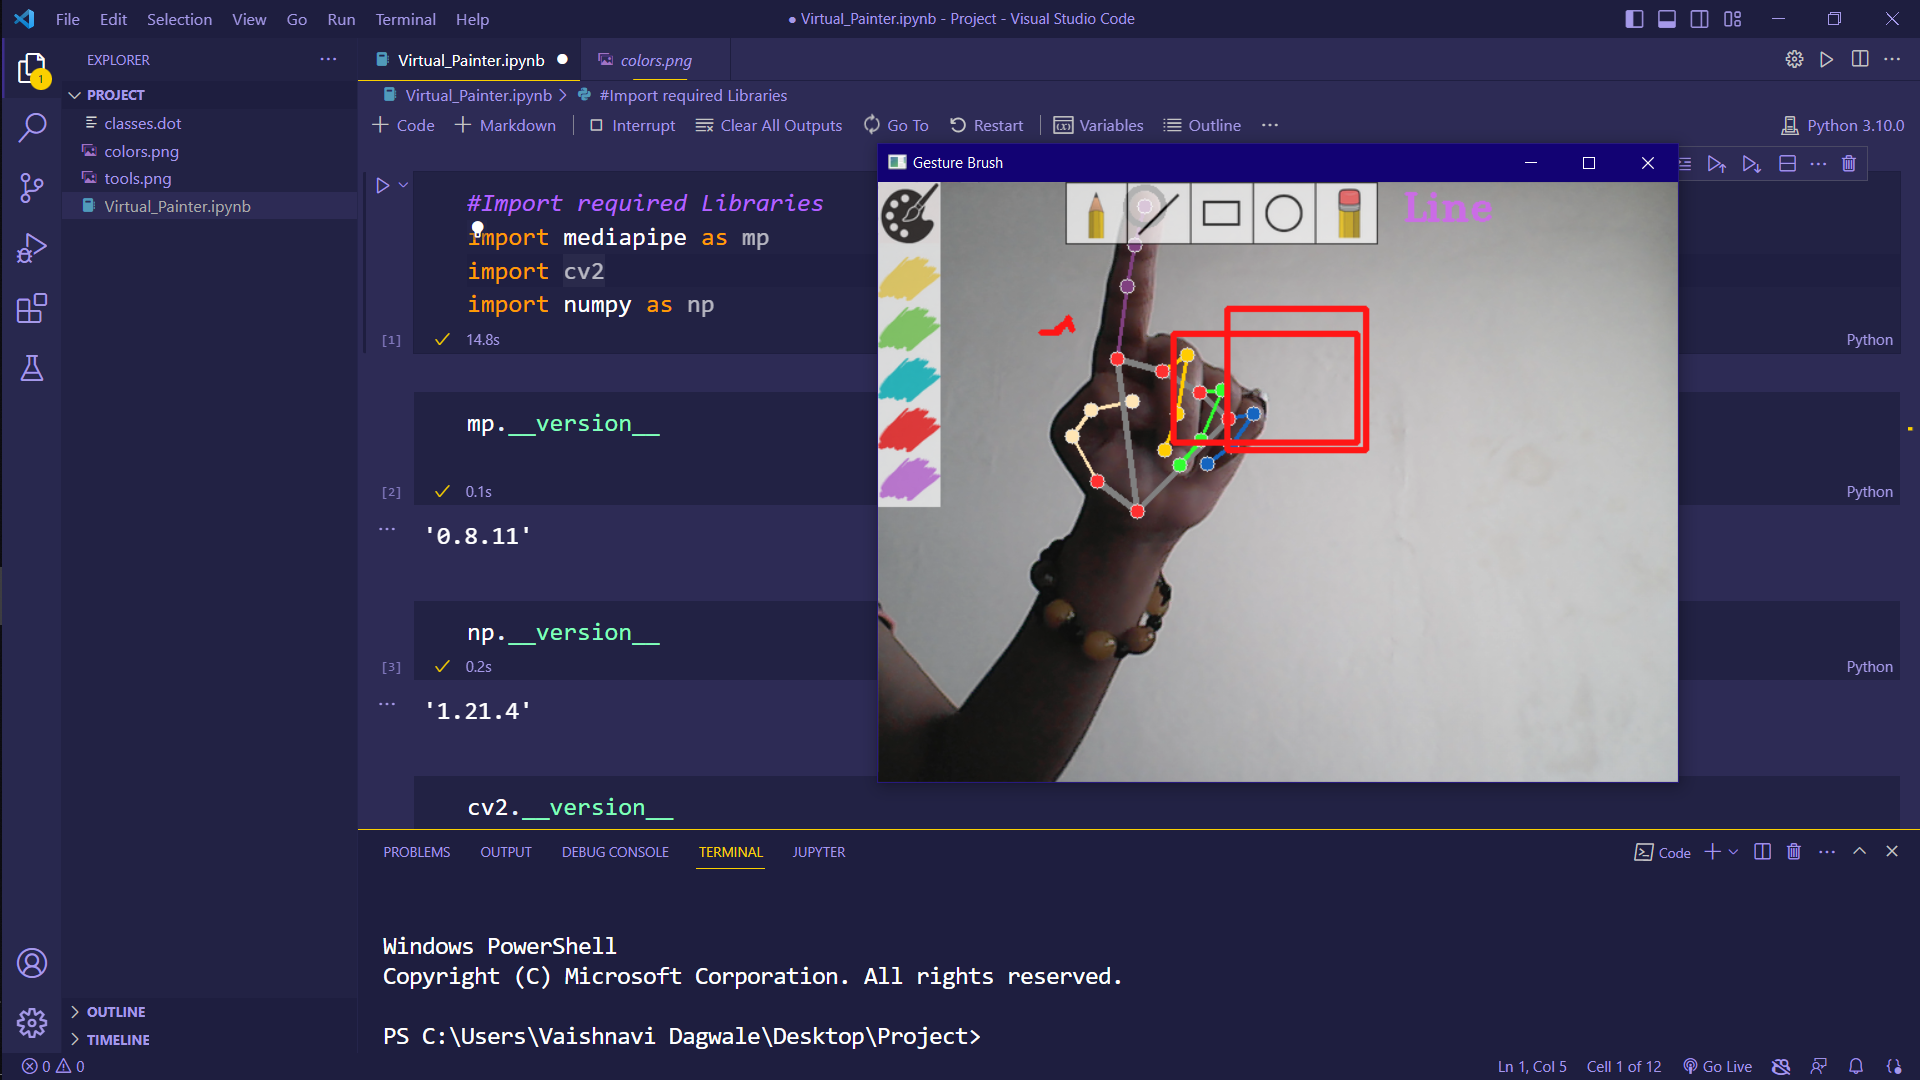 File Edit Selection View Go Run Terminal Help
● Virtual_Painter.ipynb - Project - Visual Studio Code
1
EXPLORER
PROJECT
classes.dot
colors.png
tools.png
Virtual_Painter.ipynb
OUTLINE
TIMELINE
Virtual_Painter.ipynb
colors.png
Virtual_Painter.ipynb > #Import required Libraries
Code Markdown Interrupt Clear All Outputs Go To Restart Variables Outline
Python 3.10.0
#Import required Libraries
import mediapipe as mp
import cv2
import numpy as np
[1] 14.8s
Python
mp.__version__
[2] 0.1s
Python
'0.8.11'
np.__version__
[3] 0.2s
Python
'1.21.4'
cv2.__version__
Gesture Brush
Line
PROBLEMS OUTPUT DEBUG CONSOLE TERMINAL JUPYTER
Code
Windows PowerShell
Copyright (C) Microsoft Corporation. All rights reserved.
PS C:\Users\Vaishnavi Dagwale\Desktop\Project>
0 0
Ln 1, Col 5 Cell 1 of 12 Go Live